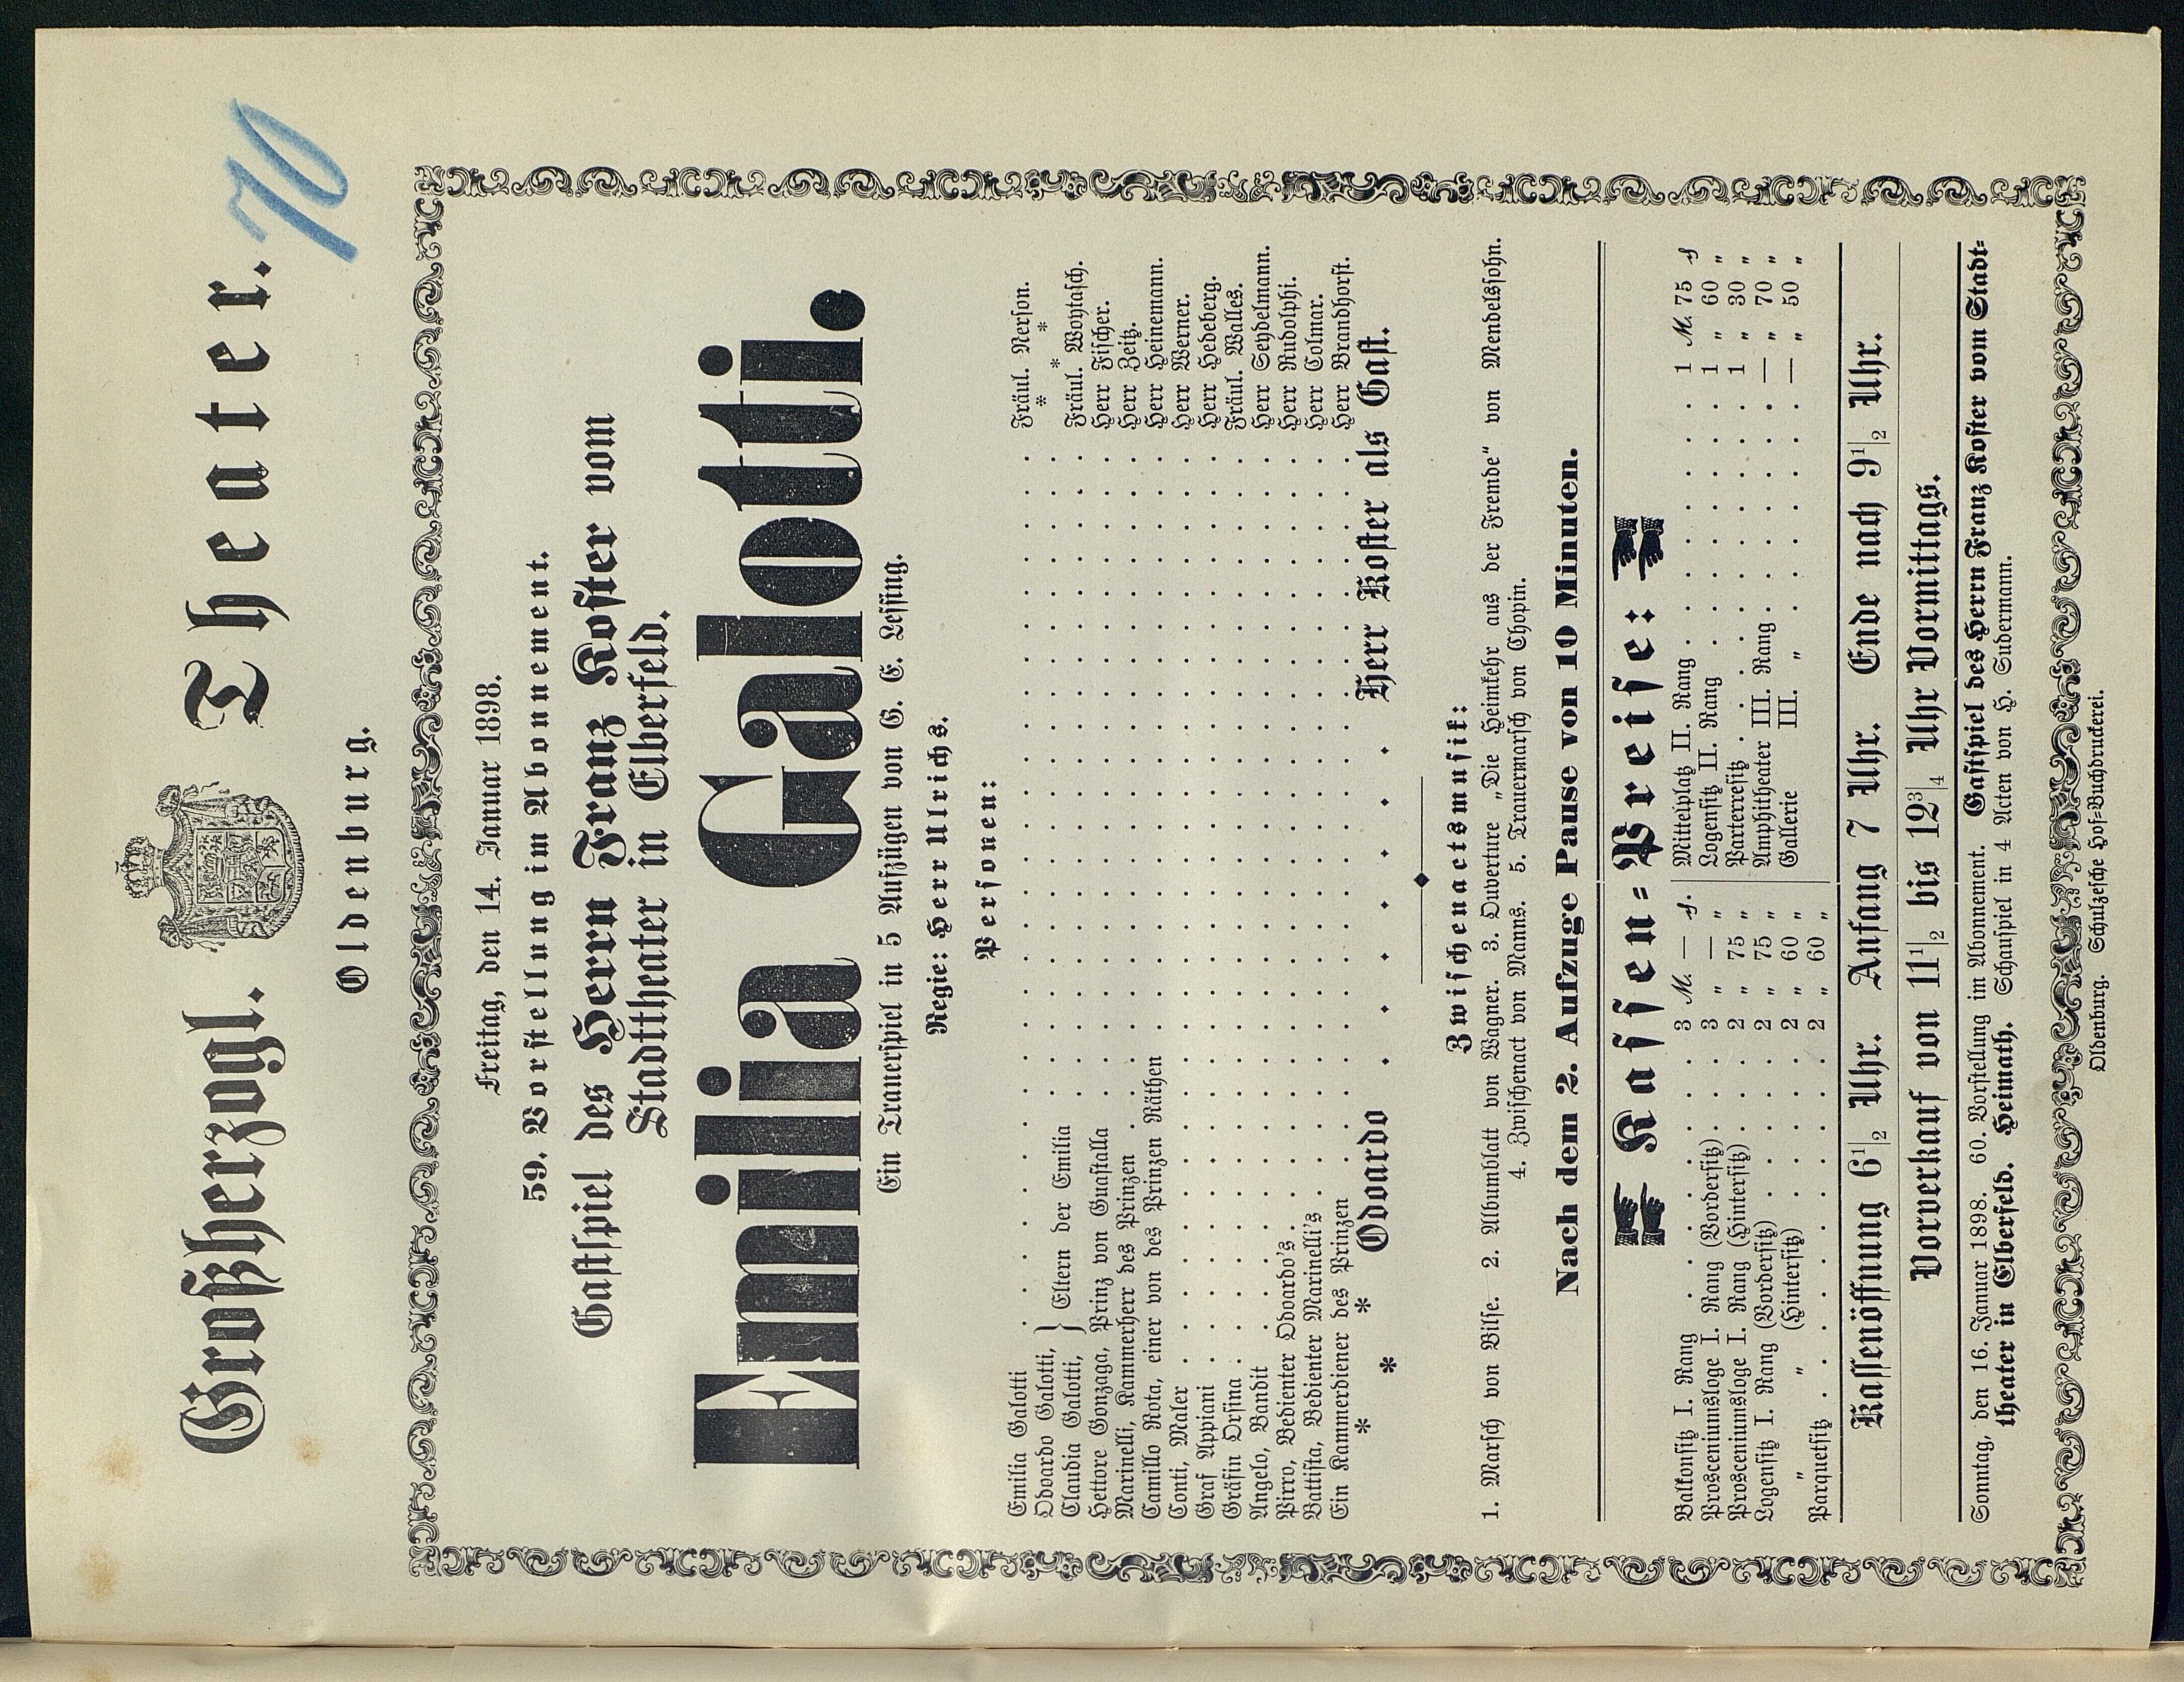 Großherzogl. Theater.
70
Oldenburg.
Freitag, den 14. Januar 1898.
59. Vorstellung im Abonnement.
Gastspiel des Herrn Franz Koster vom
Stadttheater in Elberfeld.
Emilia Galotti.
Ein Trauerspiel in 5 Aufzügen von G. E. Lessing.
Regie: Herr Ulrichs.
Personen:
Emilia Galotti . . . . . Fräul. Nerson.
Odoardo Galotti, } Eltern der Emilia . . . . . * * *
Claudia Galotti, } . . . . . Fräul. Woytasch.
Hettore Gonzaga, Prinz von Guastalla . . . . . Herr Fischer.
Marinelli, Kammerherr des Prinzen . . . . . Herr Zeitz.
Camillo Rota, einer von des Prinzen Räthen . . . . . Herr Heinemann.
Conti, Maler . . . . . Herr Werner.
Graf Appiani . . . . . Herr Hedeberg.
Gräfin Orsina . . . . . Fräul. Walles.
Angelo, Bandit . . . . . Herr Seydelmann.
Pirro, Bedienter Odoardo's . . . . . Herr Rudolphi.
Battista, Bedienter Marinelli's . . . . . Herr Colmar.
Ein Kammerdiener des Prinzen . . . . . Herr Brandhorst.
* * * Odoardo . . . . . Herr Koster als Gast.
Zwischenactsmusik:
1. Marsch von Bilse. 2. Albumblatt von Wagner. 3. Ouverture „Die Heimkehr aus der Fremde" von Mendelssohn.
4. Zwischenact von Manns. 5. Trauermarsch von Chopin.
Nach dem 2. Aufzuge Pause von 10 Minuten.
Kassen-Preise:
Balkonsitz I. Rang . . . . 3 M. — ₰.
Prosceniumsloge I. Rang (Vordersitz) . . 3 „ — „
Prosceniumsloge I. Rang (Hintersitz) . . 2 „ 75 „
Logensitz I. Rang (Vordersitz) . . . 2 „ 75 „
„ „ (Hintersitz) . . . 2 „ 60 „
Parquetsitz . . . . . 2 „ 60 „
Mittelplatz II. Rang . . . . . 1 M. 75 ₰
Logensitz II. Rang . . . . . 1 „ 60 „
Parterresitz . . . . . 1 „ 30 „
Amphitheater III. Rang . . . . . — „ 70 „
Gallerie III. „ . . . . . — „ 50 „
Kassenöffnung 6 1/2 Uhr. Anfang 7 Uhr. Ende nach 9 1/2 Uhr.
Vorverkauf von 11 1/2 bis 12 3/4 Uhr Vormittags.
Sonntag, den 16. Januar 1898. 60. Vorstellung im Abonnement. Gastspiel des Herrn Franz Koster vom Stadt-
theater in Elberfeld. Heimath. Schauspiel in 4 Acten von H. Sudermann.
Oldenburg. Schulzesche Hof-Buchdruckerei.